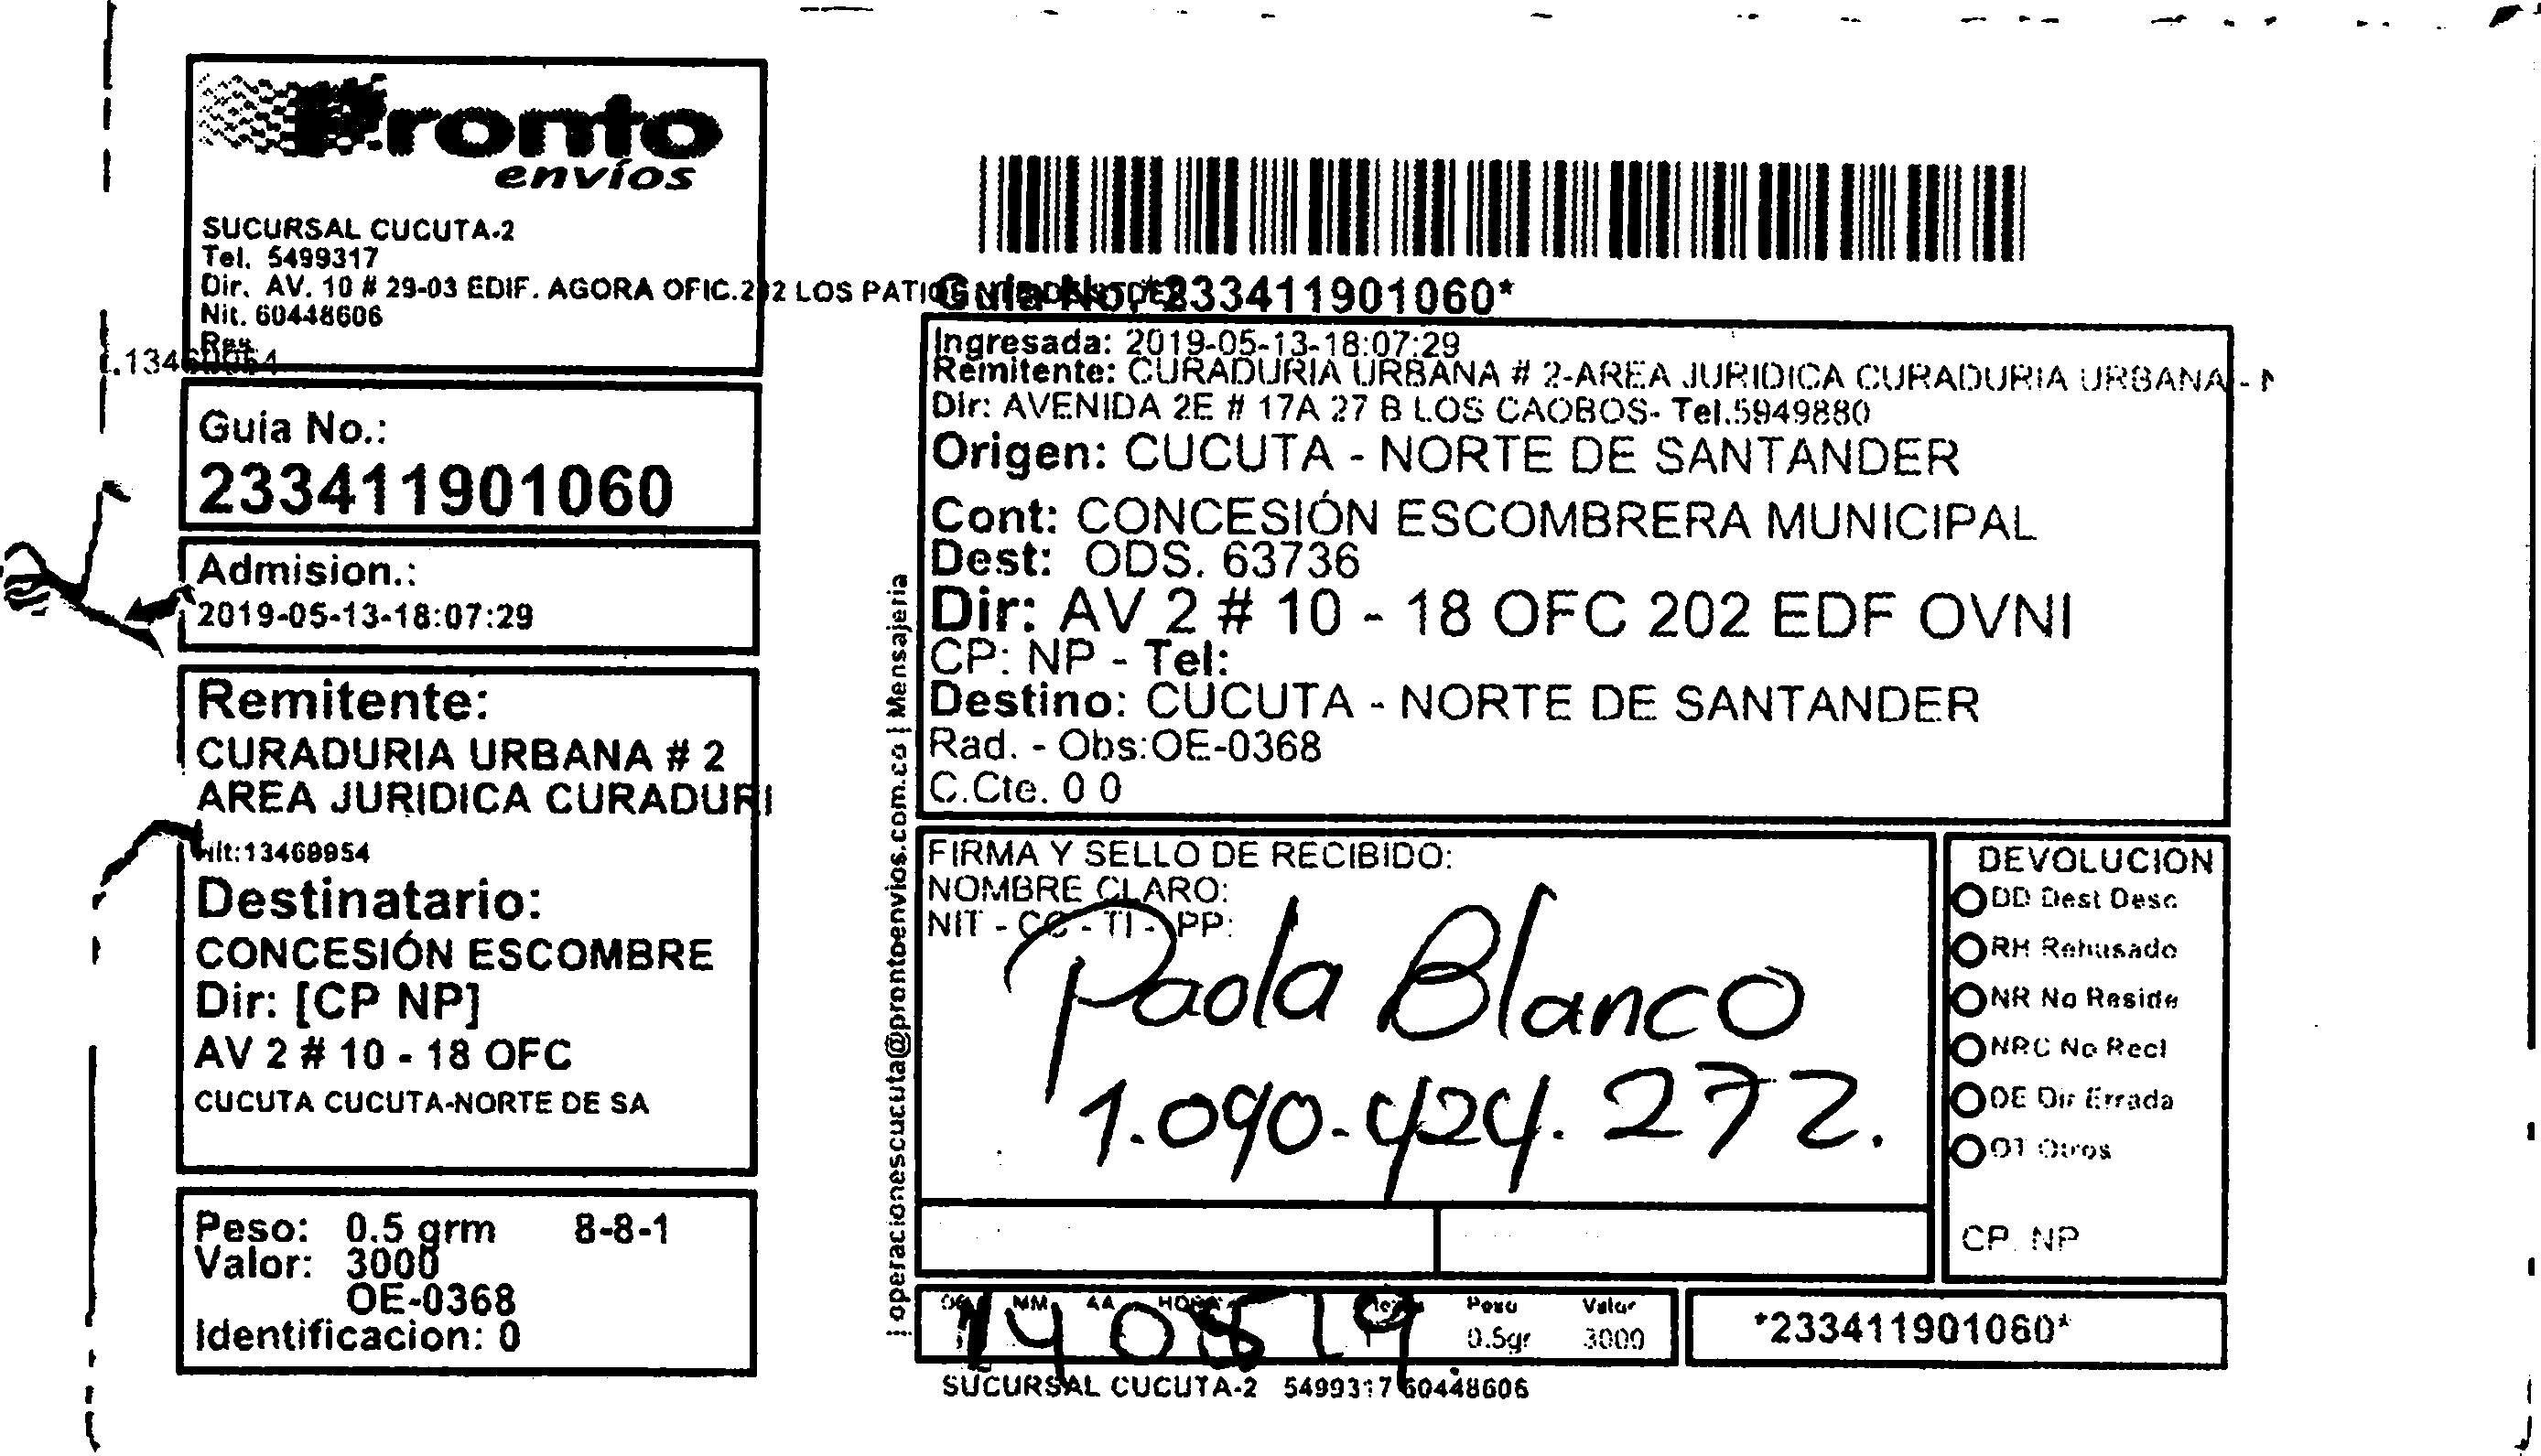 Pronto
envíos
SUCURSAL CUCUTA-2
Tel. 5499317
Dir. AV. 10 # 29-03 EDIF. AGORA OFIC.202 LOS PATIOS
Nit. 60448606
Guia No.:
233411901060
Admision.:
2019-05-13-18:07:29
Remitente:
CURADURIA URBANA # 2
AREA JURIDICA CURADURI
Nit:13469954
Destinatario:
CONCESIÓN ESCOMBRE
Dir: [CP NP]
AV 2 # 10 - 18 OFC
CUCUTA CUCUTA-NORTE DE SA
Peso: 0.5 grm 8-8-1
Valor: 3000
OE-0368
Identificacion: 0
Guia No. *233411901060*
Ingresada: 2019-05-13-18:07:29
Remitente: CURADURIA URBANA # 2-AREA JURIDICA CURADURIA URBANA -
Dir: AVENIDA 2E # 17A 27 B LOS CAOBOS- Tel.5949880
Origen: CUCUTA - NORTE DE SANTANDER
Cont: CONCESIÓN ESCOMBRERA MUNICIPAL
Dest: ODS. 63736
Dir: AV 2 # 10 - 18 OFC 202 EDF OVNI
CP: NP - Tel:
Destino: CUCUTA - NORTE DE SANTANDER
Rad. - Obs:OE-0368
C.Cte. 0 0
| operacionescucuta@prontoenvios.com.co | Mensajeria
FIRMA Y SELLO DE RECIBIDO:
NOMBRE CLARO:
NIT - CC - TI - PP:
Paola Blanco
1.090.424.272.
DEVOLUCION
DD Dest Desc
RH Rehusado
NR No Reside
NRC No Recl
DE Dir Errada
OT Otros
CP. NP
MM AA HORA Peso Valor
0.5gr 3000
*233411901060*
SUCURSAL CUCUTA-2 5499317 60448606